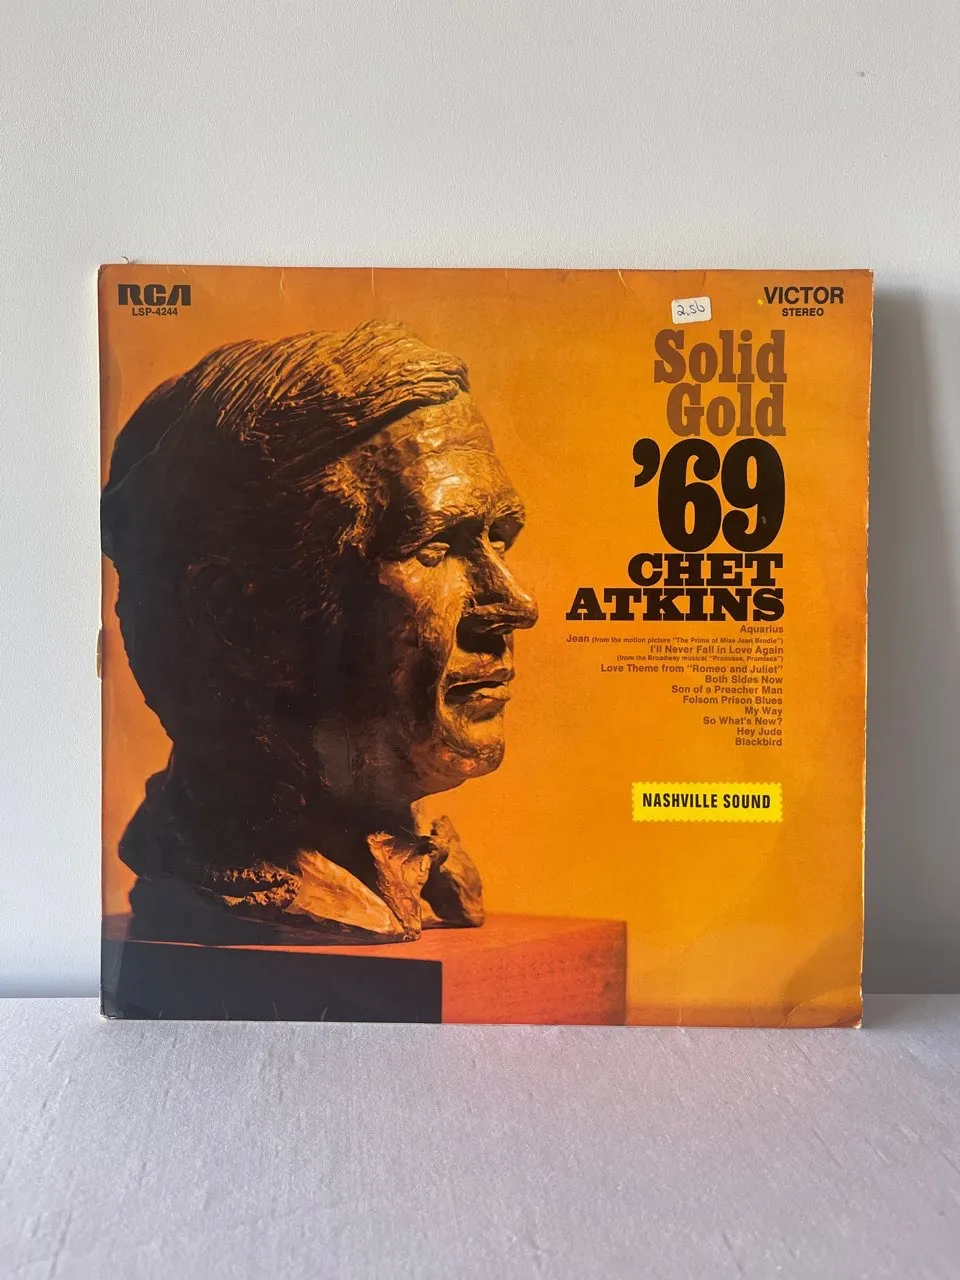 RCA
LSP-4244
VICTOR
STEREO
2.56
Solid
Gold
’69
CHET
ATKINS
Aquarius
Jean (from the motion picture "The Prime of Miss Jean Brodie")
I'll Never Fall in Love Again
(from the Broadway musical "Promises, Promises")
Love Theme from "Romeo and Juliet"
Both Sides Now
Son of a Preacher Man
Folsom Prison Blues
My Way
So What's New?
Hey Jude
Blackbird
NASHVILLE SOUND